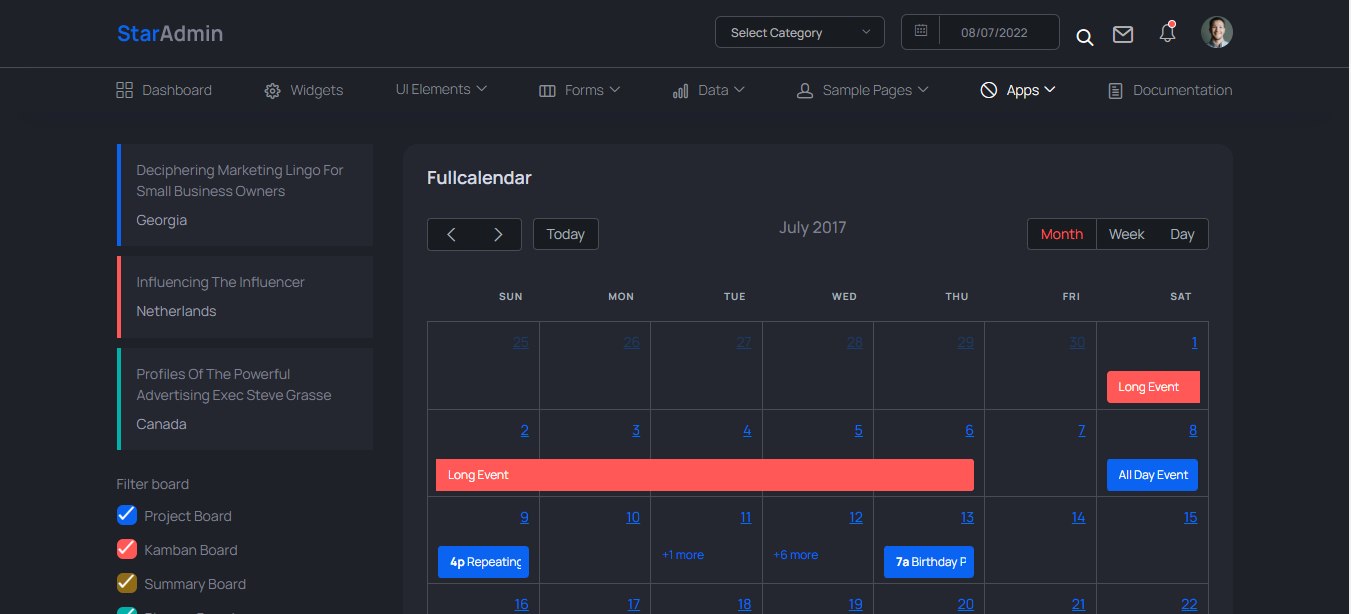 StarAdmin
Select Category
08/07/2022
Dashboard
Widgets
UI Elements
Forms
Data
Sample Pages
Apps
Documentation
Deciphering Marketing Lingo For
Small Business Owners
Georgia
Influencing The Influencer
Netherlands
Profiles Of The Powerful
Advertising Exec Steve Grasse
Canada
Filter board
Project Board
Kamban Board
Summary Board
Fullcalendar
Today
July 2017
Month Week Day
SUN MON TUE WED THU FRI SAT
25 26 27 28 29 30 1
Long Event
2 3 4 5 6 7 8
Long Event
All Day Event
9 10 11 12 13 14 15
4p Repeating
+1 more
+6 more
7a Birthday P
16 17 18 19 20 21 22